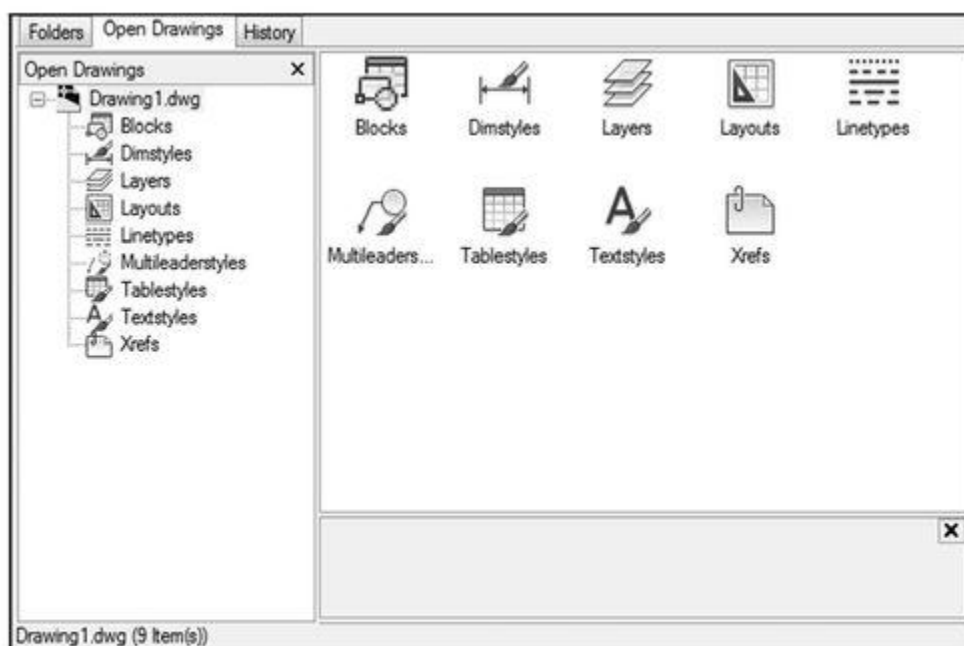 Folders Open Drawings History
Open Drawings
Drawing1.dwg
Blocks
Dimstyles
Layers
Layouts
Linetypes
Multileaderstyles
Tablestyles
Textstyles
Xrefs
Blocks Dimstyles Layers Layouts Linetypes
Multileaders... Tablestyles Textstyles Xrefs
Drawing1.dwg (9 Item(s))